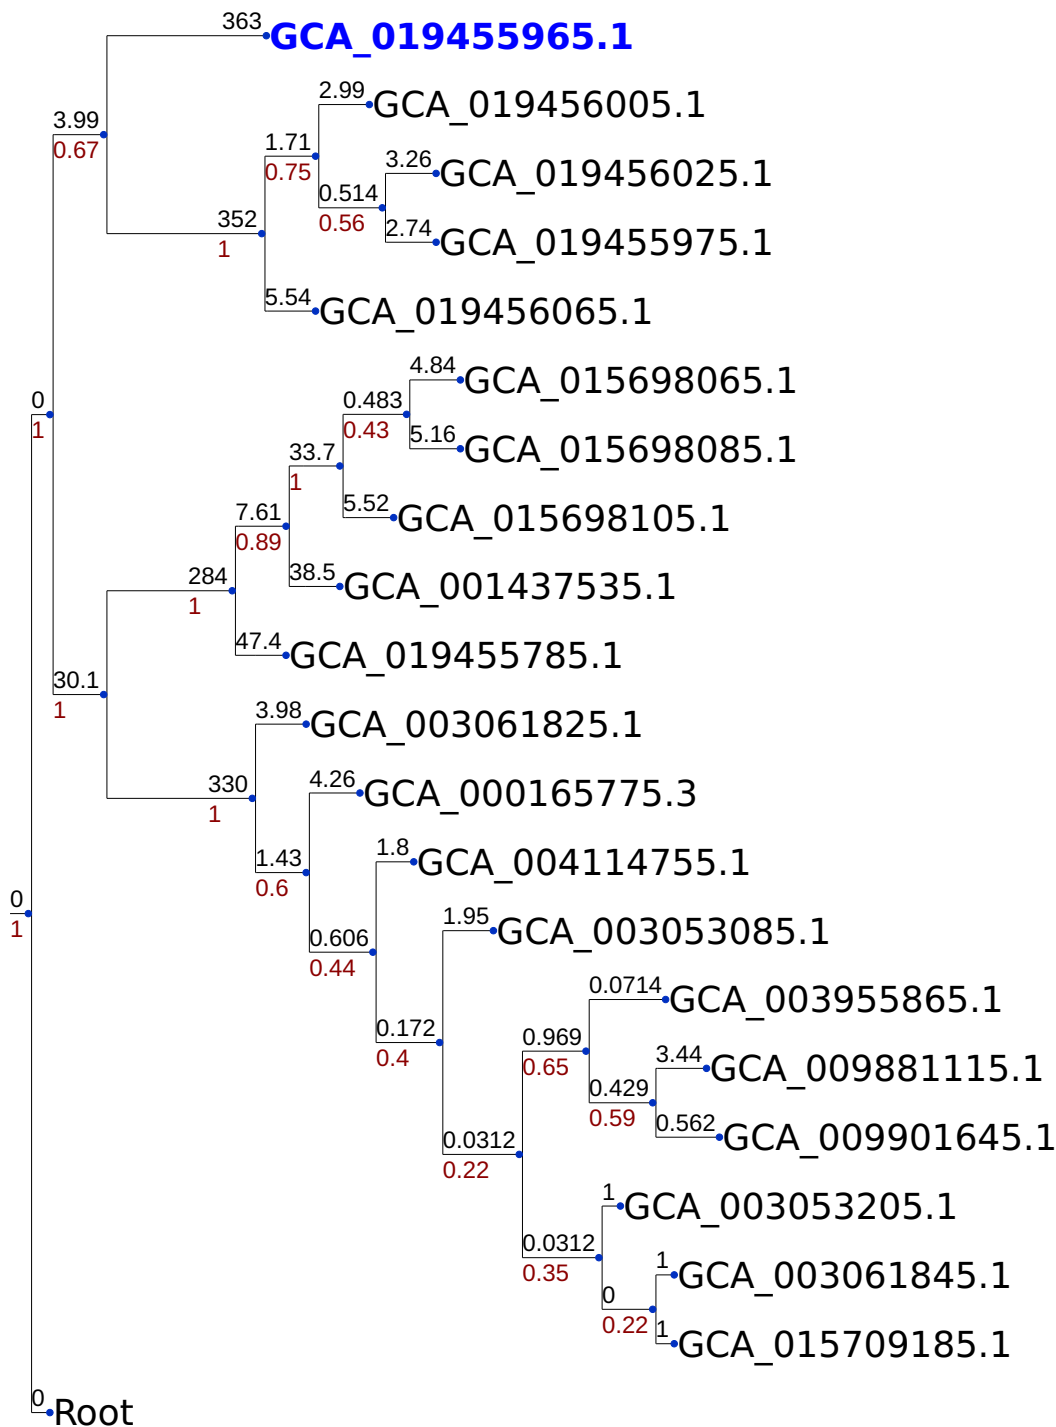 363
GCA_019455965.1
2.99
GCA_019456005.1
3.99
0.67
1.71
0.75
3.26
GCA_019456025.1
0.514
0.56
352
1
2.74
GCA_019455975.1
5.54
GCA_019456065.1
4.84
GCA_015698065.1
0
1
0.483
0.43
5.16
GCA_015698085.1
33.7
1
5.52
GCA_015698105.1
7.61
0.89
284
1
38.5
GCA_001437535.1
47.4
GCA_019455785.1
30.1
1
3.98
GCA_003061825.1
330
1
4.26
GCA_000165775.3
1.43
0.6
1.8
GCA_004114755.1
0
1
1.95
GCA_003053085.1
0.606
0.44
0.0714
GCA_003955865.1
0.172
0.4
0.969
0.65
3.44
GCA_009881115.1
0.429
0.59
0.562
GCA_009901645.1
0.0312
0.22
1
GCA_003053205.1
0.0312
0.35
1
GCA_003061845.1
0
0.22
1
GCA_015709185.1
0
Root